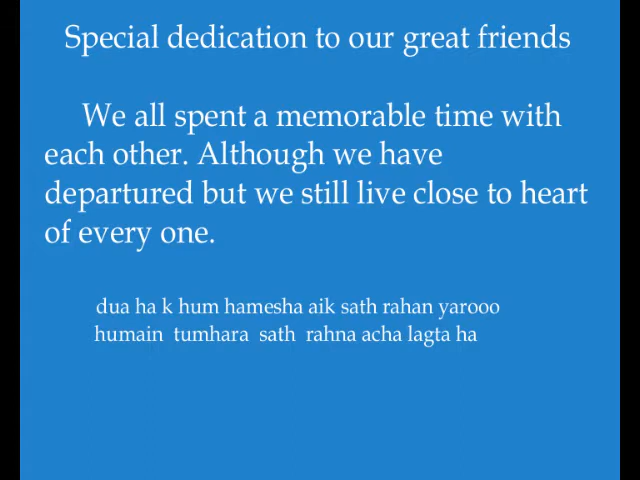 Special dedication to our great friends
We all spent a memorable time with
each other. Although we have
departured but we still live close to heart
of every one.
dua ha k hum hamesha aik sath rahan yarooo
humain tumhara sath rahna acha lagta ha